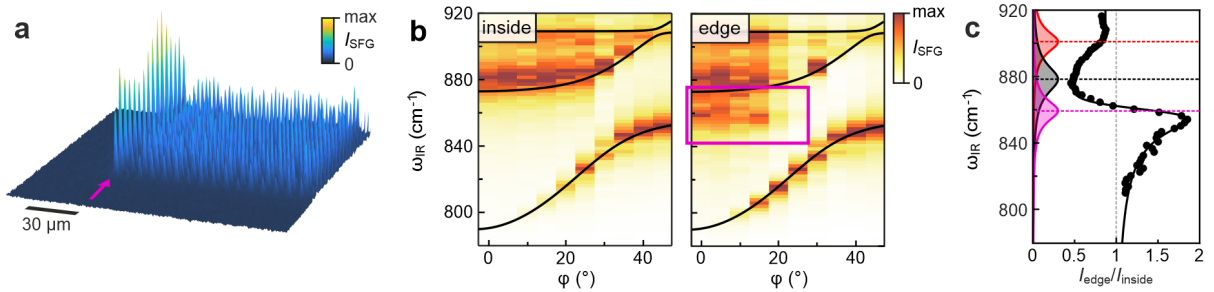 a
max
I_SFG
0
30 µm
b
920
880
840
800
ω_IR (cm⁻¹)
inside
0
20
40
φ (°)
edge
0
20
40
φ (°)
max
I_SFG
0
c
920
880
840
800
ω_IR (cm⁻¹)
0
0.5
1
1.5
2
I_edge/I_inside